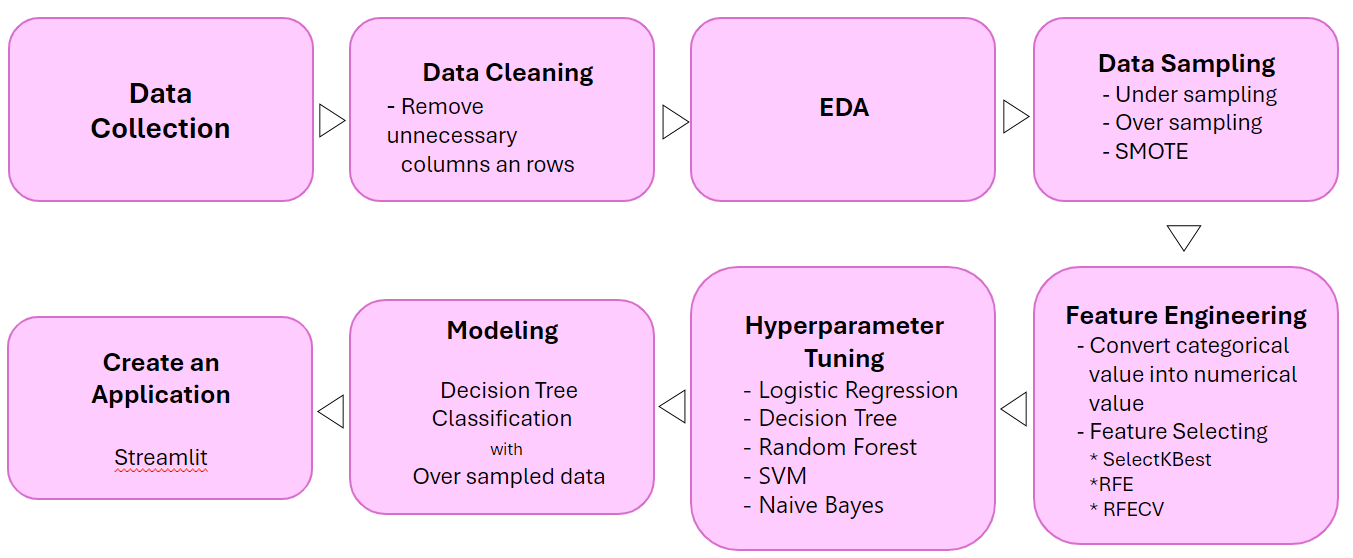 Data
Collection
Data Cleaning
- Remove
unnecessary
columns an rows
EDA
Data Sampling
- Under sampling
- Over sampling
- SMOTE
Feature Engineering
- Convert categorical
value into numerical
value
- Feature Selecting
* SelectKBest
*RFE
* RFECV
Hyperparameter
Tuning
- Logistic Regression
- Decision Tree
- Random Forest
- SVM
- Naive Bayes
Modeling
Decision Tree
Classification
with
Over sampled data
Create an
Application
Streamlit